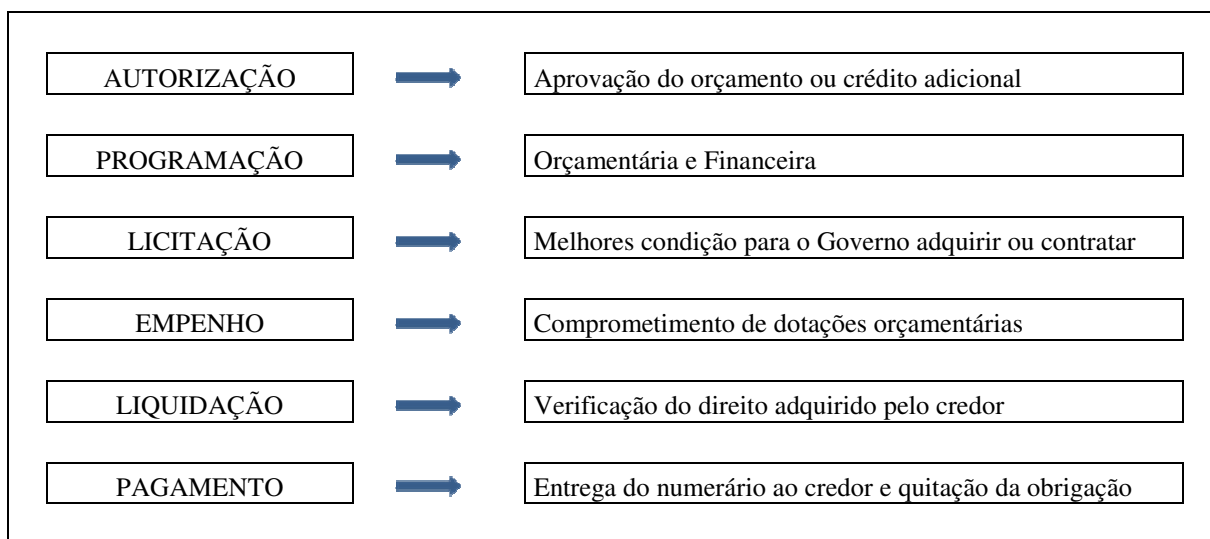 AUTORIZAÇÃO
Aprovação do orçamento ou crédito adicional
PROGRAMAÇÃO
Orçamentária e Financeira
LICITAÇÃO
Melhores condição para o Governo adquirir ou contratar
EMPENHO
Comprometimento de dotações orçamentárias
LIQUIDAÇÃO
Verificação do direito adquirido pelo credor
PAGAMENTO
Entrega do numerário ao credor e quitação da obrigação